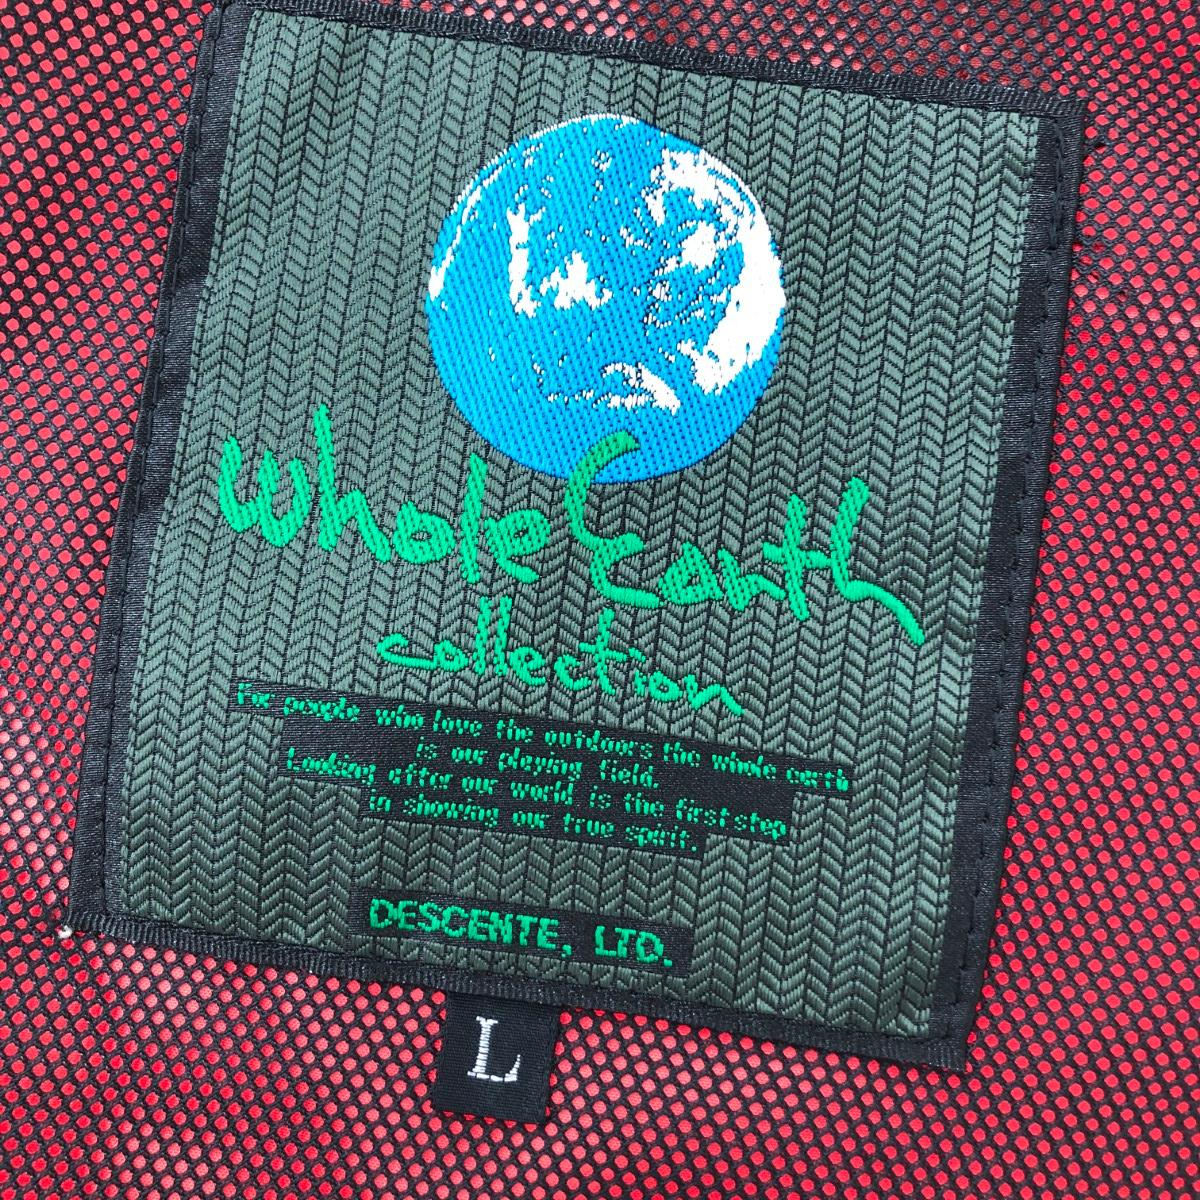 Whole Earth
collection
For people who love the outdoors the whole earth
is our playing field.
Looking after our world is the first step
in showing our true spirit.
DESCENTE, LTD.
L